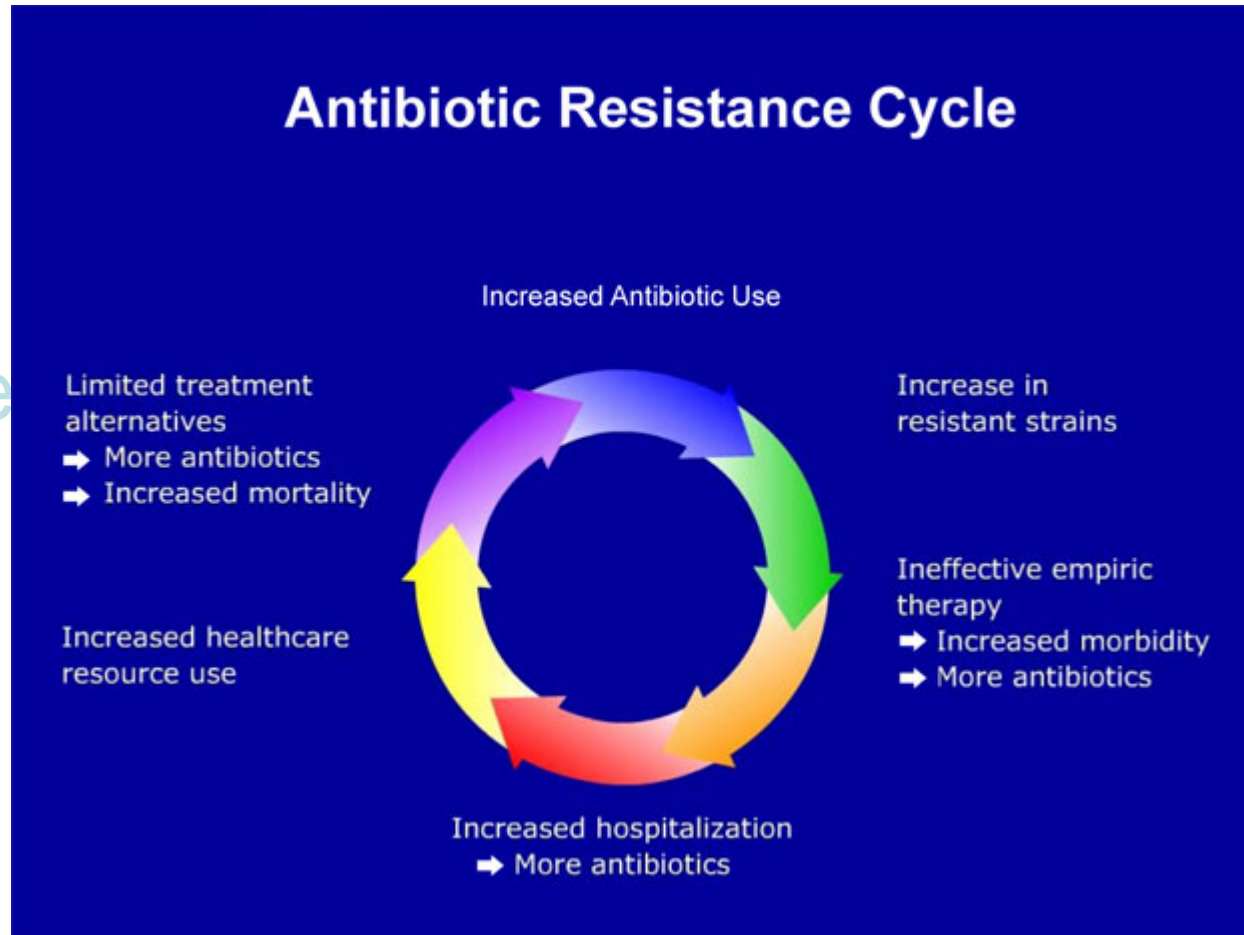 Antibiotic Resistance Cycle
Increased Antibiotic Use
Increase in
resistant strains
Ineffective empiric
therapy
➡ Increased morbidity
➡ More antibiotics
Increased hospitalization
➡ More antibiotics
Increased healthcare
resource use
Limited treatment
alternatives
➡ More antibiotics
➡ Increased mortality